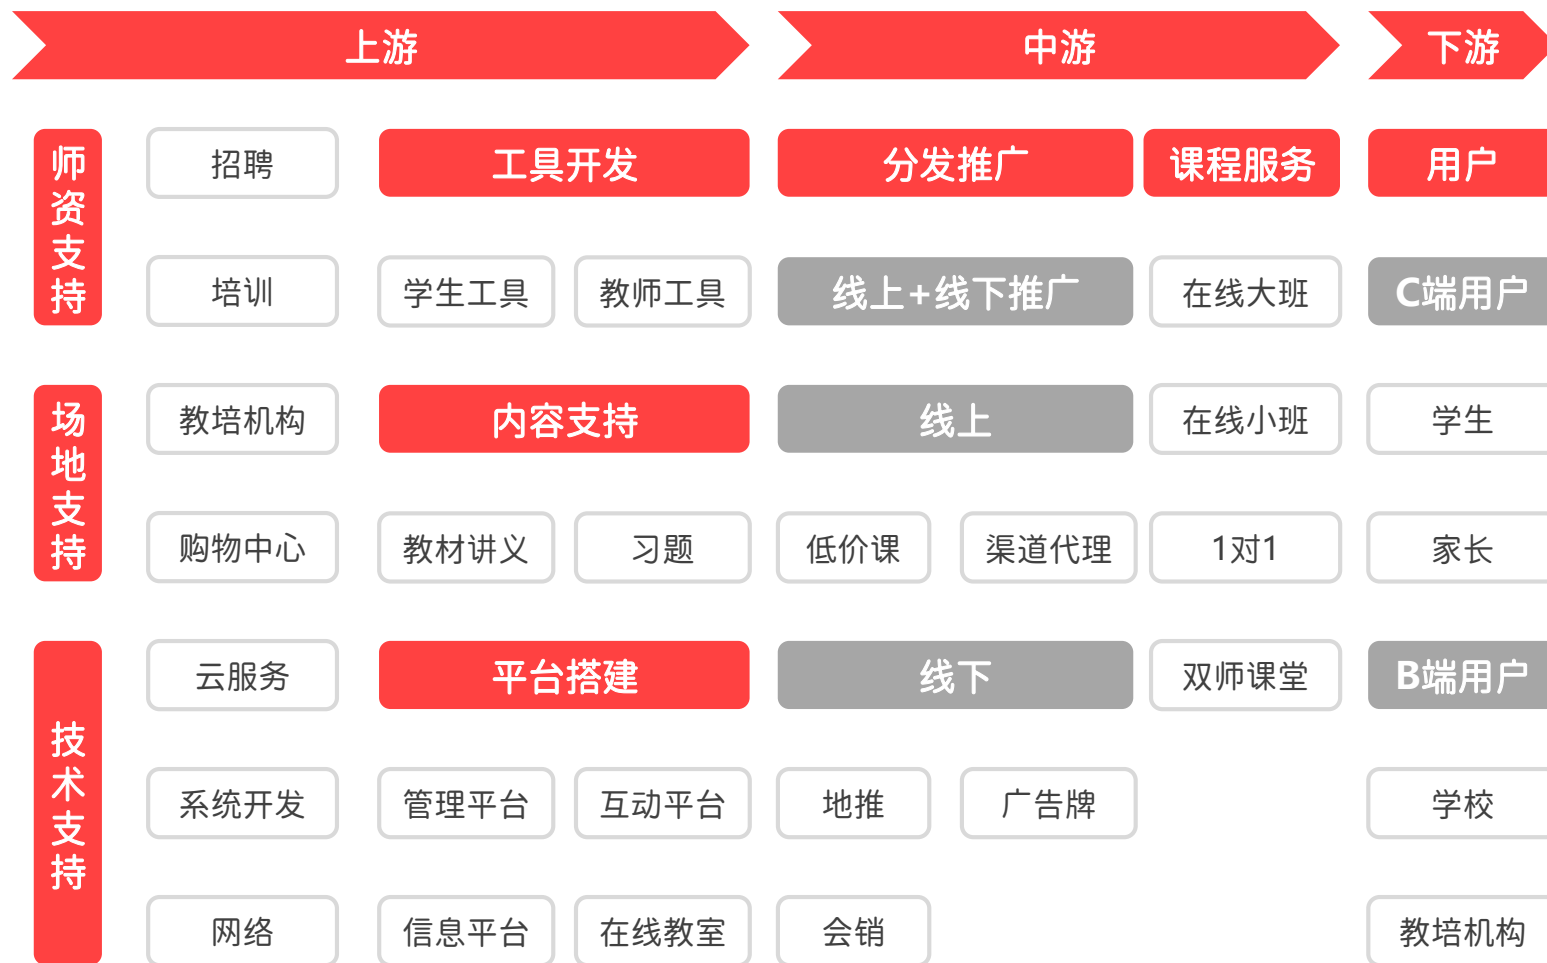 上游
中游
下游
师资支持
招聘
工具开发
分发推广
课程服务
用户
培训
学生工具
教师工具
线上+线下推广
在线大班
C端用户
场地支持
教培机构
内容支持
线上
在线小班
学生
购物中心
教材讲义
习题
低价课
渠道代理
1对1
家长
技术支持
云服务
平台搭建
线下
双师课堂
B端用户
系统开发
管理平台
互动平台
地推
广告牌
学校
网络
信息平台
在线教室
会销
教培机构